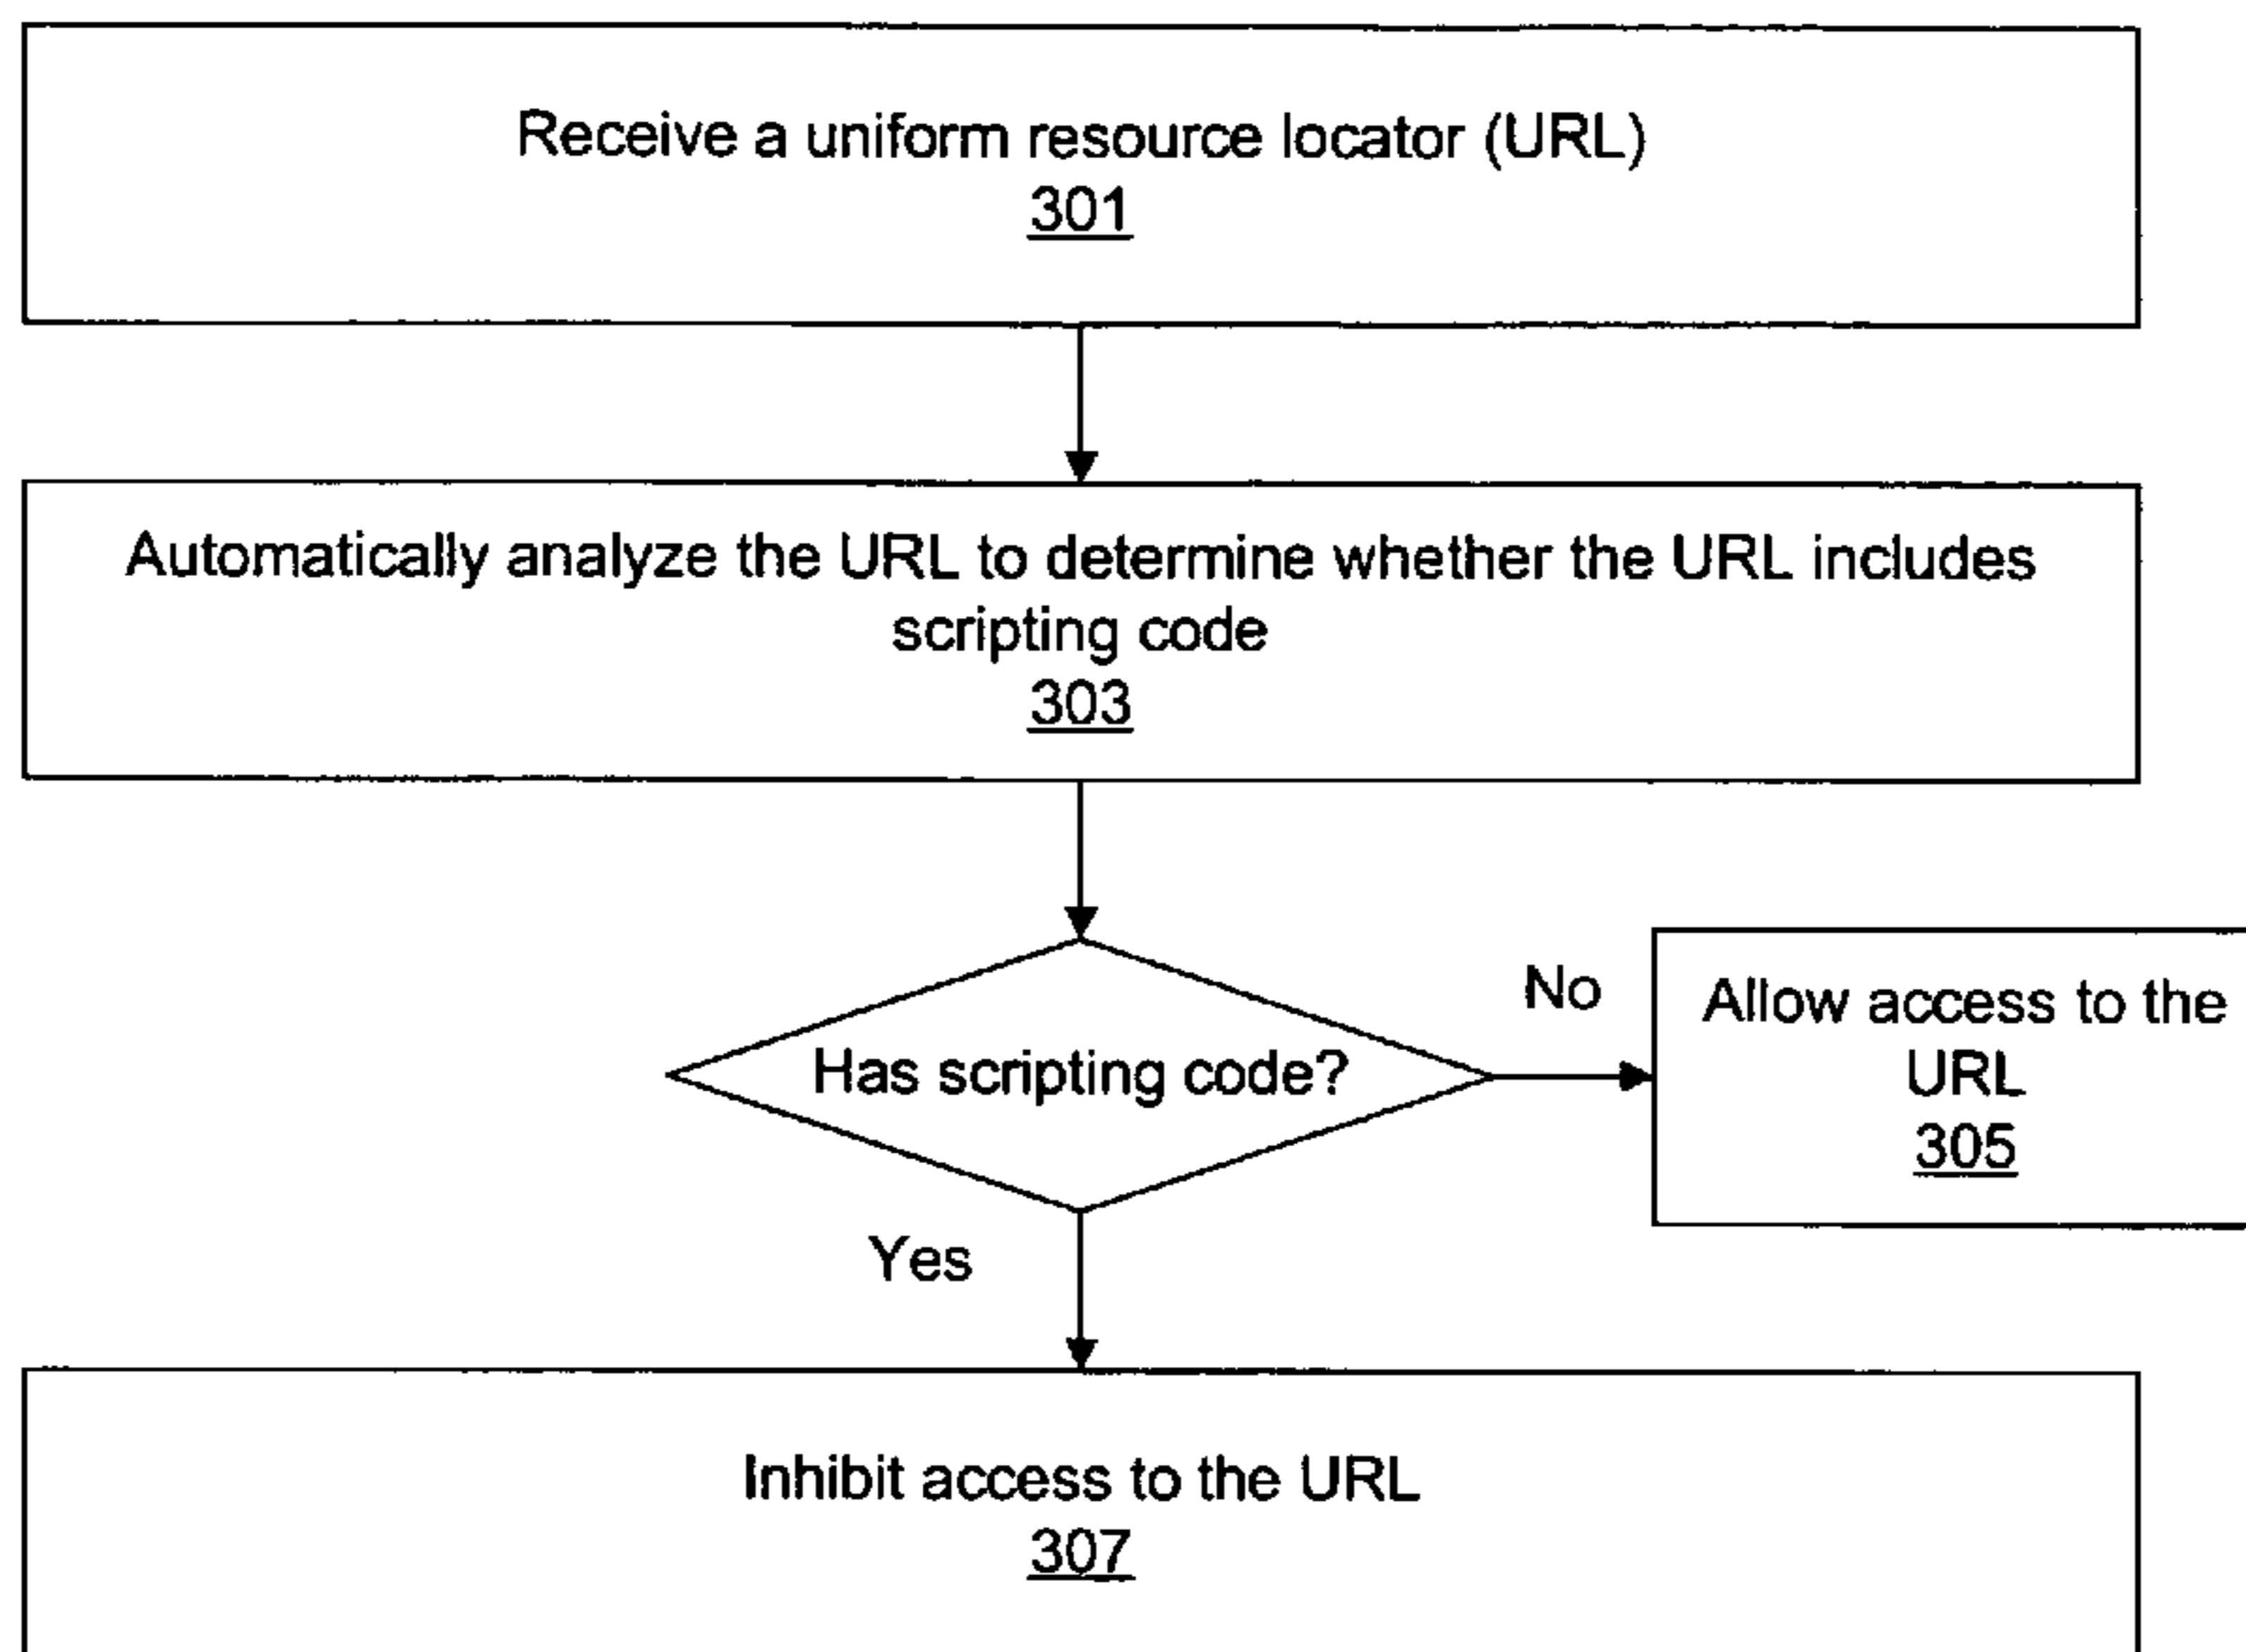 Receive a uniform resource locator (URL)
301
Automatically analyze the URL to determine whether the URL includes
scripting code
303
Has scripting code?
No
Allow access to the
URL
305
Yes
Inhibit access to the URL
307